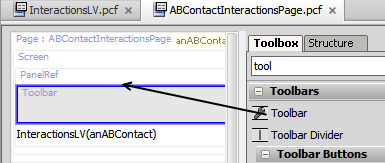 InteractionsLV.pcf
ABContactInteractionsPage.pcf
Page : ABContactInteractionsPage
anABCo
Screen
PanelRef
Toolbar
InteractionsLV(anABContact)
Toolbox
Structure
tool
Toolbars
Toolbar
Toolbar Divider
Toolbar Buttons